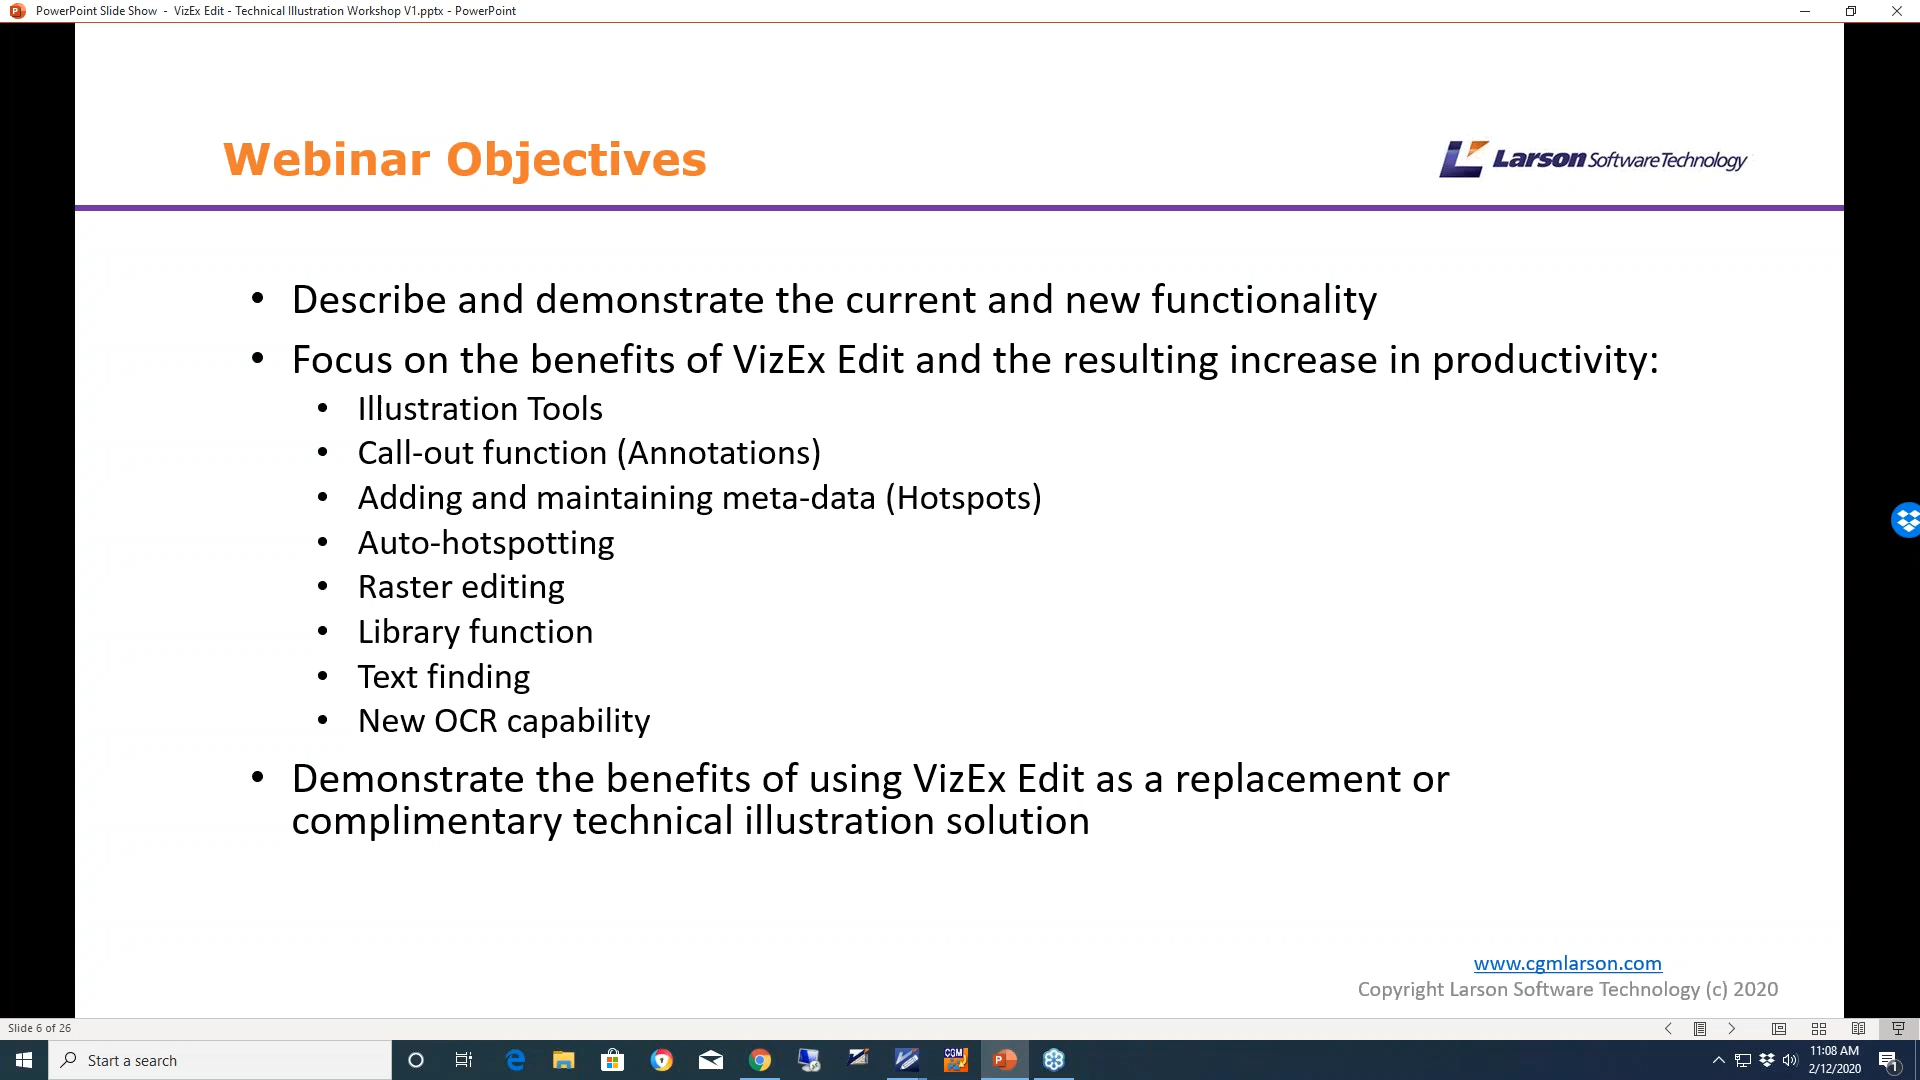 PowerPoint Slide Show - VizEx Edit - Technical Illustration Workshop V1.pptx - PowerPoint
Webinar Objectives
Larson Software Technology
• Describe and demonstrate the current and new functionality
• Focus on the benefits of VizEx Edit and the resulting increase in productivity:
• Illustration Tools
• Call-out function (Annotations)
• Adding and maintaining meta-data (Hotspots)
• Auto-hotspotting
• Raster editing
• Library function
• Text finding
• New OCR capability
• Demonstrate the benefits of using VizEx Edit as a replacement or
complimentary technical illustration solution
www.cgmlarson.com
Copyright Larson Software Technology (c) 2020
Slide 6 of 26
Start a search
CGM
11:08 AM
2/12/2020
1